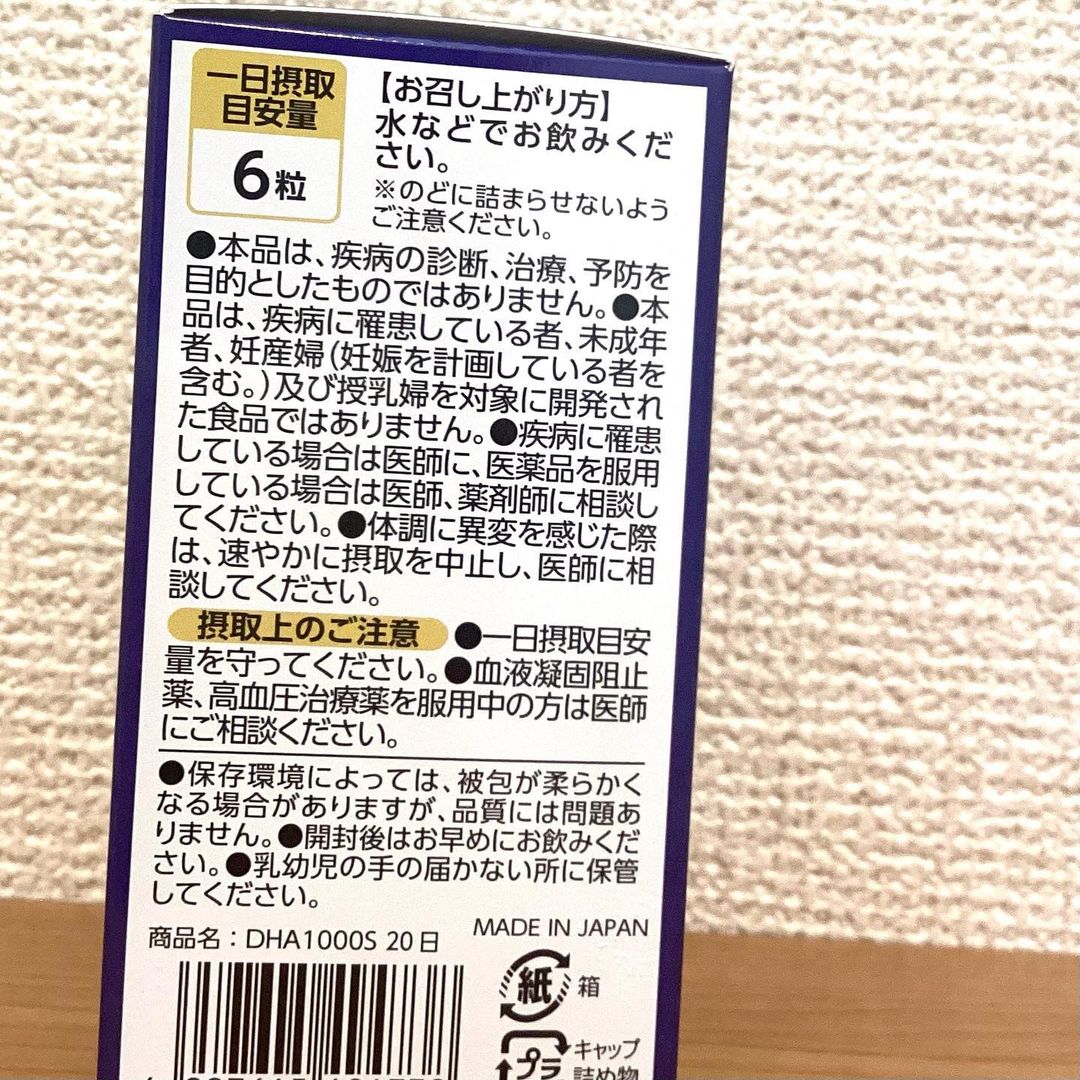 一日摂取
目安量
6粒
【お召し上がり方】
水などでお飲みくだ
さい。
※のどに詰まらせないよう
ご注意ください。
●本品は、疾病の診断、治療、予防を
目的としたものではありません。●本
品は、疾病に罹患している者、未成年
者、妊産婦(妊娠を計画している者を
含む。)及び授乳婦を対象に開発され
た食品ではありません。●疾病に罹患
している場合は医師に、医薬品を服用
している場合は医師、薬剤師に相談し
てください。●体調に異変を感じた際
は、速やかに摂取を中止し、医師に相
談してください。
摂取上のご注意 ●一日摂取目安
量を守ってください。●血液凝固阻止
薬、高血圧治療薬を服用中の方は医師
にご相談ください。
●保存環境によっては、被包が柔らかく
なる場合がありますが、品質には問題あ
りません。●開封後はお早めにお飲みくだ
さい。●乳幼児の手の届かない所に保管
してください。
MADE IN JAPAN
商品名：DHA1000S 20日
紙 箱
プラ キャップ
詰め物